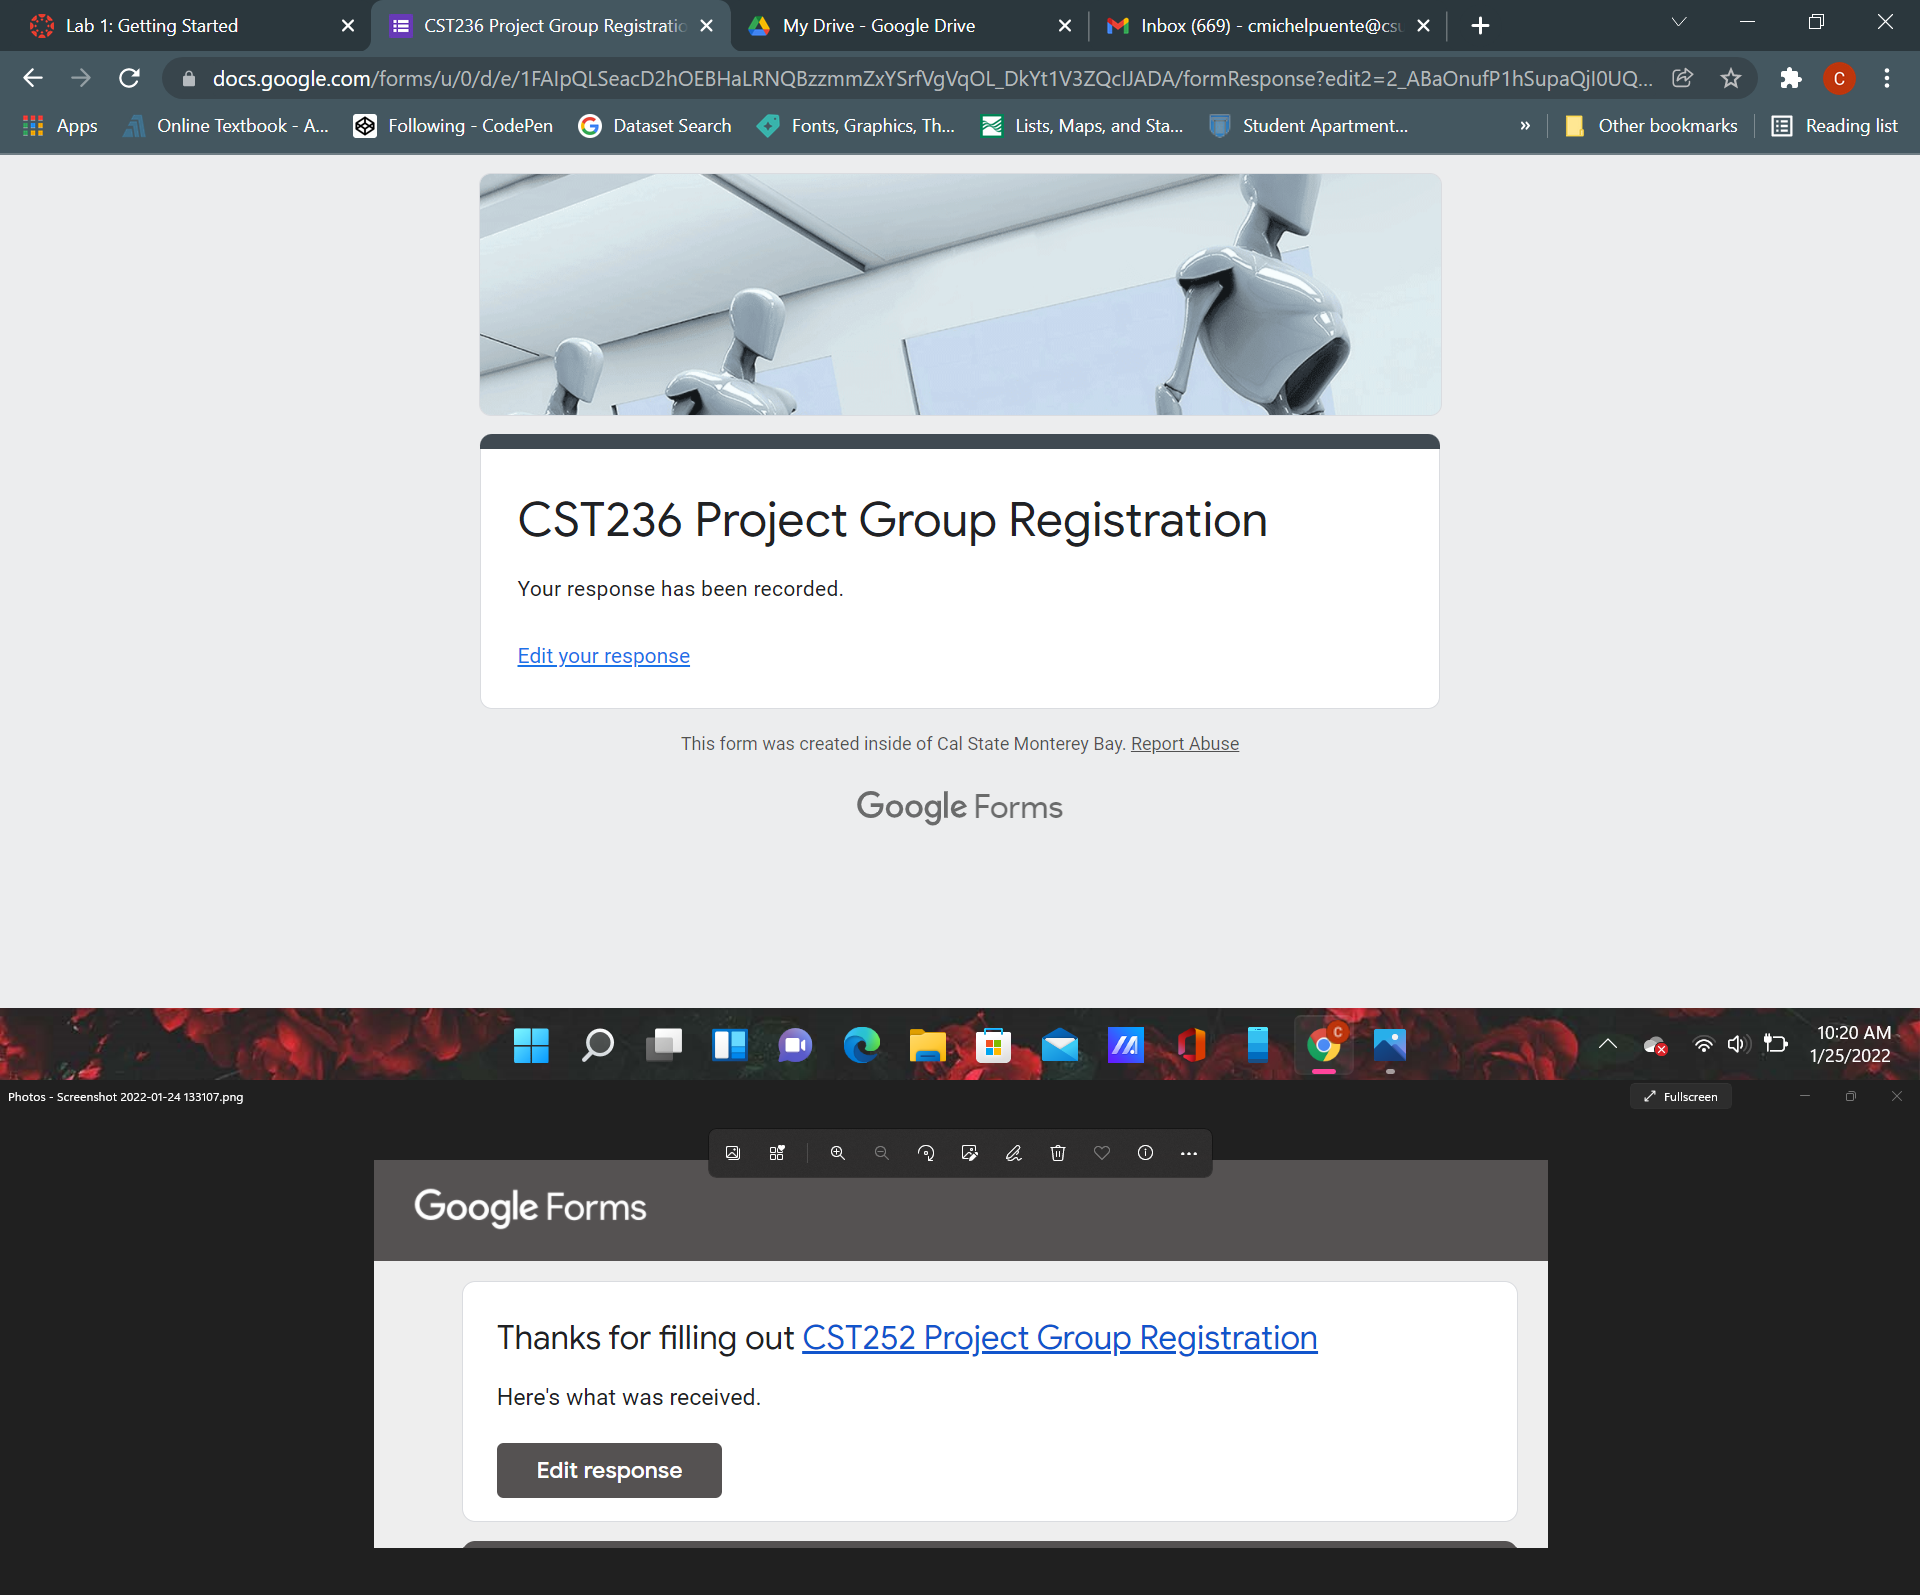 Lab 1: Getting Started
CST236 Project Group Registratio
My Drive - Google Drive
Inbox (669) - cmichelpuente@csu
docs.google.com/forms/u/0/d/e/1FAIpQLSeacD2hOEBHaLRNQBzzmmZxYSrfVgVqOL_DkYt1V3ZQcIJADA/formResponse?edit2=2_ABaOnufP1hSupaQjI0UQ...
C
Apps
Online Textbook - A...
Following - CodePen
Dataset Search
Fonts, Graphics, Th...
Lists, Maps, and Sta...
Student Apartment...
»
Other bookmarks
Reading list
CST236 Project Group Registration
Your response has been recorded.
Edit your response
This form was created inside of Cal State Monterey Bay. Report Abuse
Google Forms
C
10:20 AM
1/25/2022
Photos - Screenshot 2022-01-24 133107.png
Fullscreen
Google Forms
Thanks for filling out CST252 Project Group Registration
Here's what was received.
Edit response